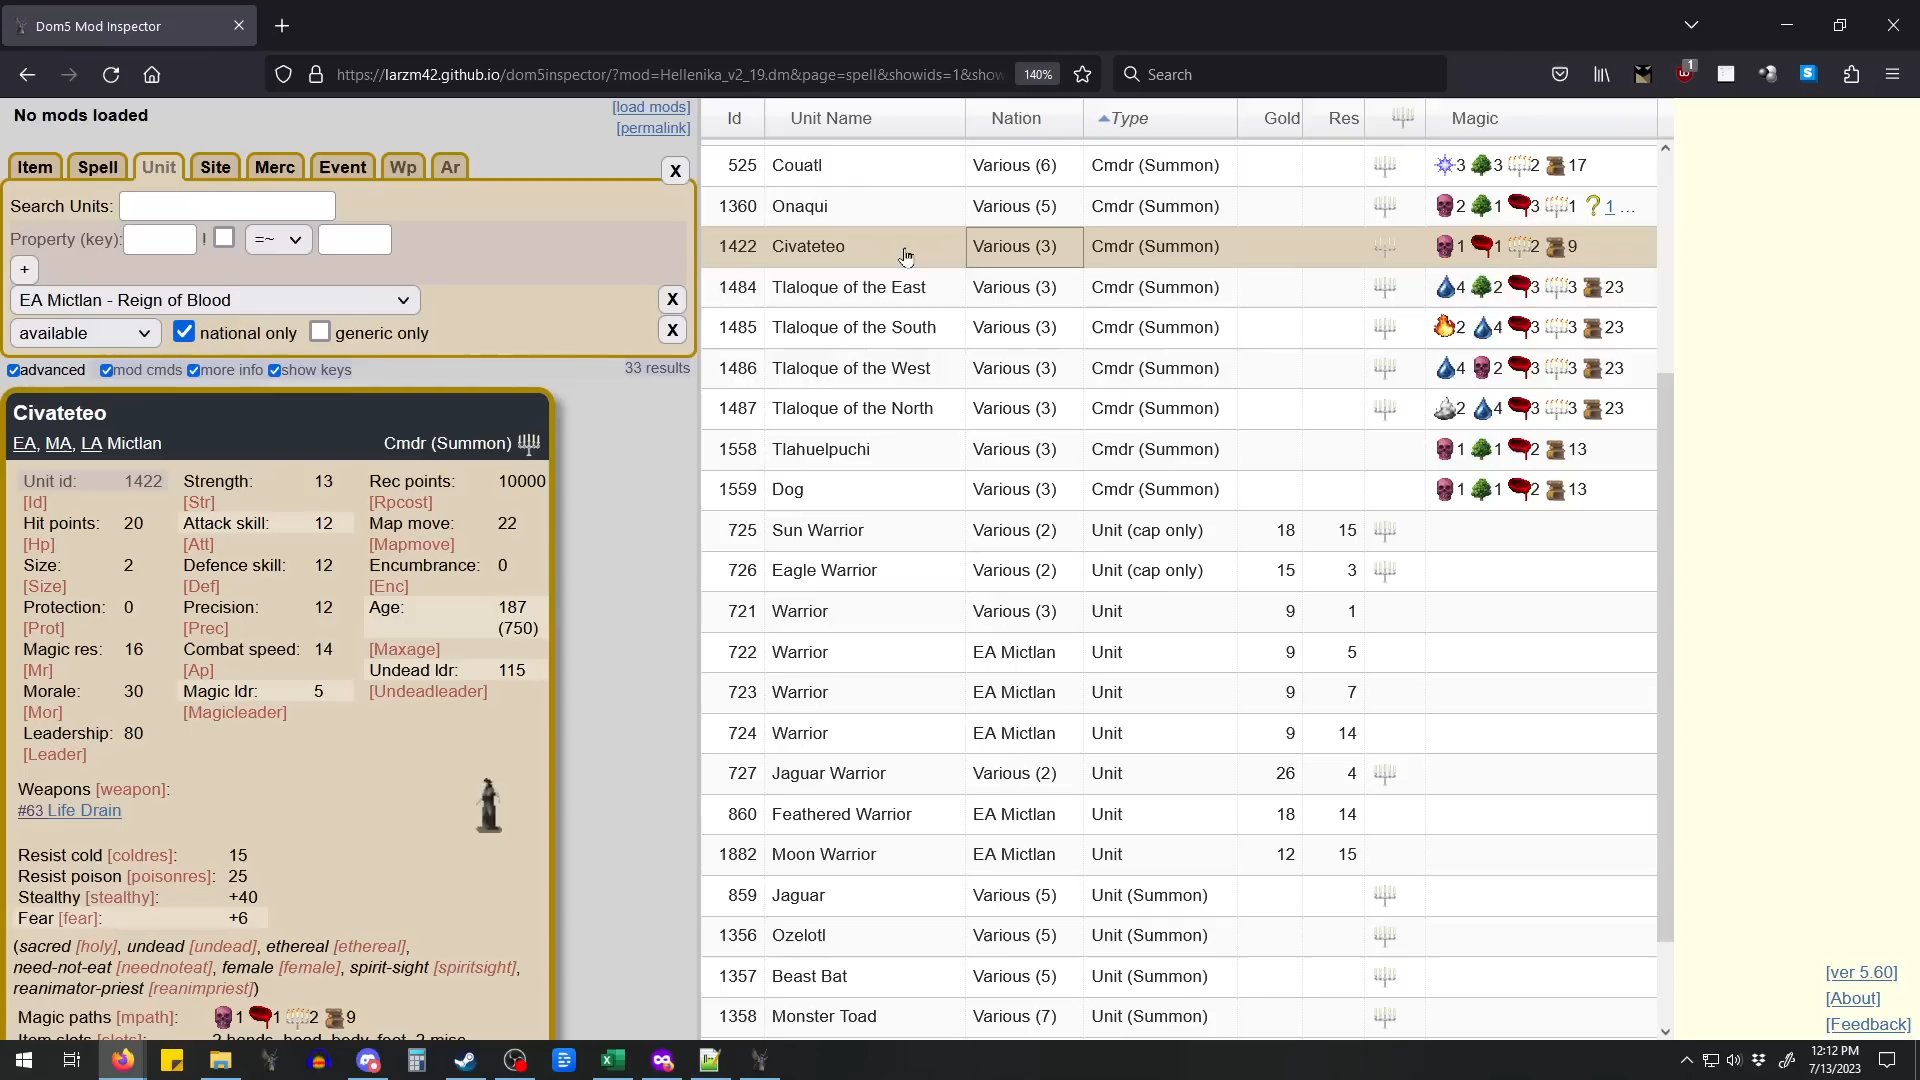 Dom5 Mod Inspector
https://larzm42.github.io/dom5inspector/?mod=Hellenika_v2_19.dm&page=spell&showids=1&show
140%
Search
1
No mods loaded
[load mods]
[permalink]
Item Spell Unit Site Merc Event Wp Ar
X
Search Units:
Property (key): ! =~
+
EA Mictlan - Reign of Blood
X
available national only generic only
X
advanced mod cmds more info show keys 33 results
Civateteo
EA, MA, LA Mictlan Cmdr (Summon)
Unit id: 1422 Strength: 13 Rec points: 10000
[Id] [Str] [Rpcost]
Hit points: 20 Attack skill: 12 Map move: 22
[Hp] [Att] [Mapmove]
Size: 2 Defence skill: 12 Encumbrance: 0
[Size] [Def] [Enc]
Protection: 0 Precision: 12 Age: 187
[Prot] [Prec] (750)
Magic res: 16 Combat speed: 14 [Maxage]
[Mr] [Ap] Undead ldr: 115
Morale: 30 Magic ldr: 5 [Undeadleader]
[Mor] [Magicleader]
Leadership: 80
[Leader]
Weapons [weapon]:
#63 Life Drain
Resist cold [coldres]: 15
Resist poison [poisonres]: 25
Stealthy [stealthy]: +40
Fear [fear]: +6
(sacred [holy], undead [undead], ethereal [ethereal],
need-not-eat [neednoteat], female [female], spirit-sight [spiritsight],
reanimator-priest [reanimpriest])
Magic paths [mpath]: 1 1 2 9
Item slots [slots]: 2 hands, head, body, feet, 2 misc
Id Unit Name Nation Type Gold Res Magic
525 Couatl Various (6) Cmdr (Summon) 3 3 2 17
1360 Onaqui Various (5) Cmdr (Summon) 2 1 3 1 ? 1 ...
1422 Civateteo Various (3) Cmdr (Summon) 1 1 2 9
1484 Tlaloque of the East Various (3) Cmdr (Summon) 4 2 3 3 23
1485 Tlaloque of the South Various (3) Cmdr (Summon) 2 4 3 3 23
1486 Tlaloque of the West Various (3) Cmdr (Summon) 4 2 3 3 23
1487 Tlaloque of the North Various (3) Cmdr (Summon) 2 4 3 3 23
1558 Tlahuelpuchi Various (3) Cmdr (Summon) 1 1 2 13
1559 Dog Various (3) Cmdr (Summon) 1 1 2 13
725 Sun Warrior Various (2) Unit (cap only) 18 15
726 Eagle Warrior Various (2) Unit (cap only) 15 3
721 Warrior Various (3) Unit 9 1
722 Warrior EA Mictlan Unit 9 5
723 Warrior EA Mictlan Unit 9 7
724 Warrior EA Mictlan Unit 9 14
727 Jaguar Warrior Various (2) Unit 26 4
860 Feathered Warrior EA Mictlan Unit 18 14
1882 Moon Warrior EA Mictlan Unit 12 15
859 Jaguar Various (5) Unit (Summon)
1356 Ozelotl Various (5) Unit (Summon)
1357 Beast Bat Various (5) Unit (Summon)
1358 Monster Toad Various (7) Unit (Summon)
[ver 5.60]
[About]
[Feedback]
12:12 PM
7/13/2023